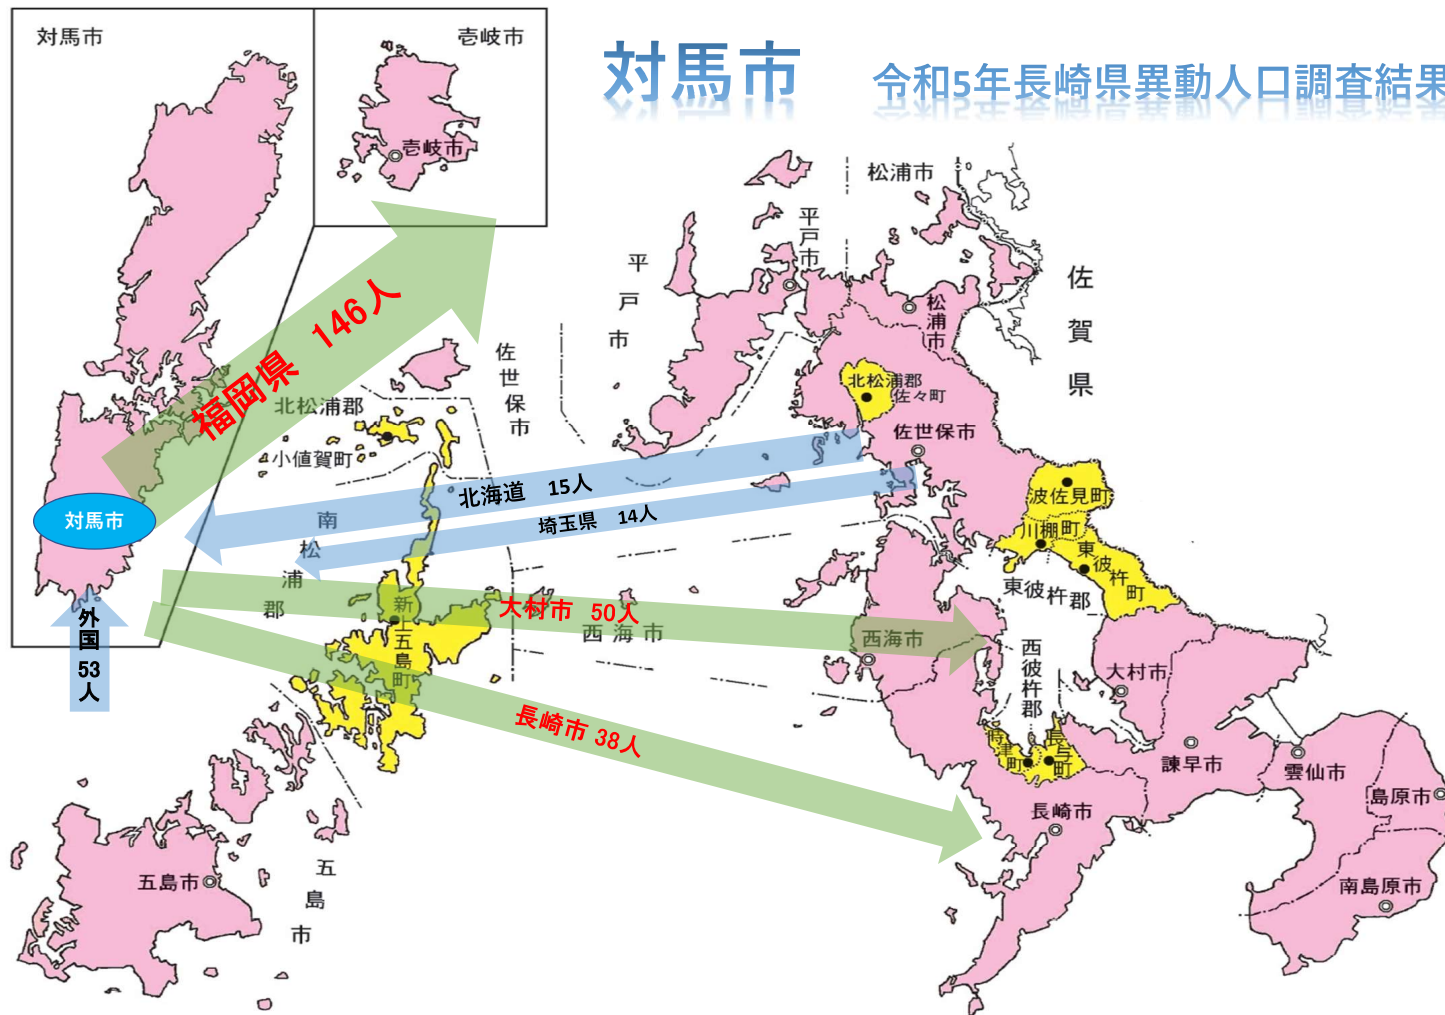 対馬市
壱岐市
対馬市 令和5年長崎県異動人口調査結果
壱岐市
松浦市
平戸市
平戸市
佐賀県
松浦市
福岡県 146人
佐世保市
北松浦郡
小値賀町
北松浦郡
佐々町
佐世保市
北海道 15人
埼玉県 14人
波佐見町
川棚町
東彼杵町
東彼杵郡
対馬市
南松浦郡
新上五島町
外国 53人
大村市 50人
西海市
西海市
西彼杵郡
大村市
長崎市 38人
時津町
長与町
諫早市
雲仙市
島原市
長崎市
南島原市
五島市
五島市